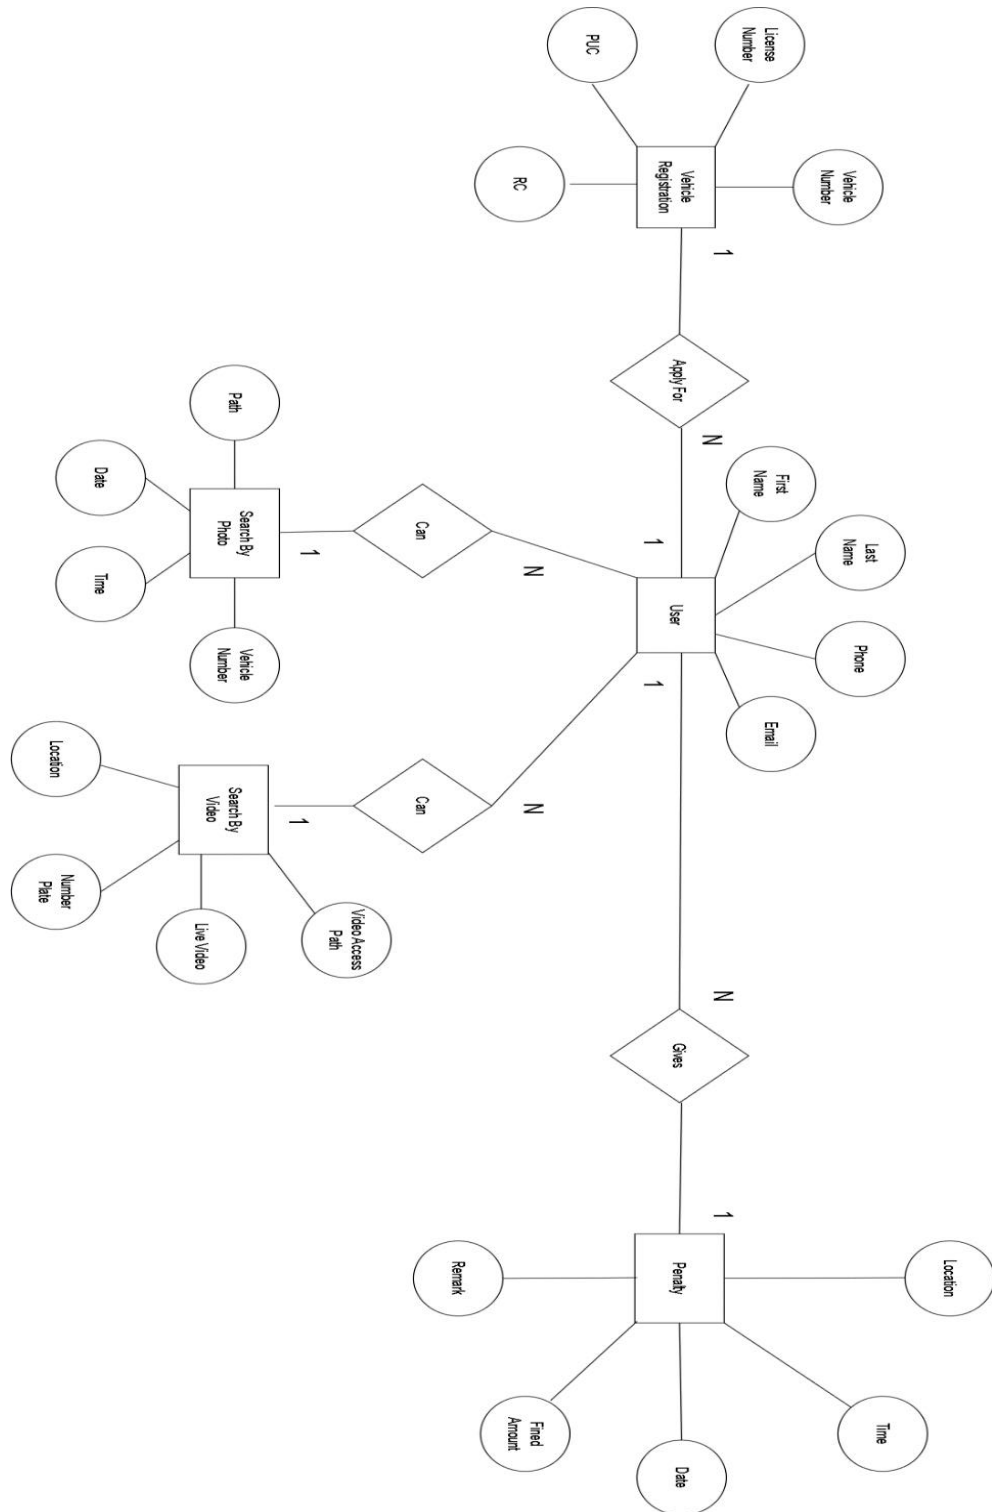 PUC
License
Number
RC
Vehicle
Registration
Vehicle
Number
1
Apply For
N
First
Name
Last
Name
Phone
Email
1
User
1
Path
Date
Time
Search By
Photo
Vehicle
Number
1
Can
N
Location
Number
Plate
Live Video
Video Access
Path
Search By
Video
1
Can
N
N
Gives
1
Penalty
Location
Time
Date
Fined
Amount
Remark